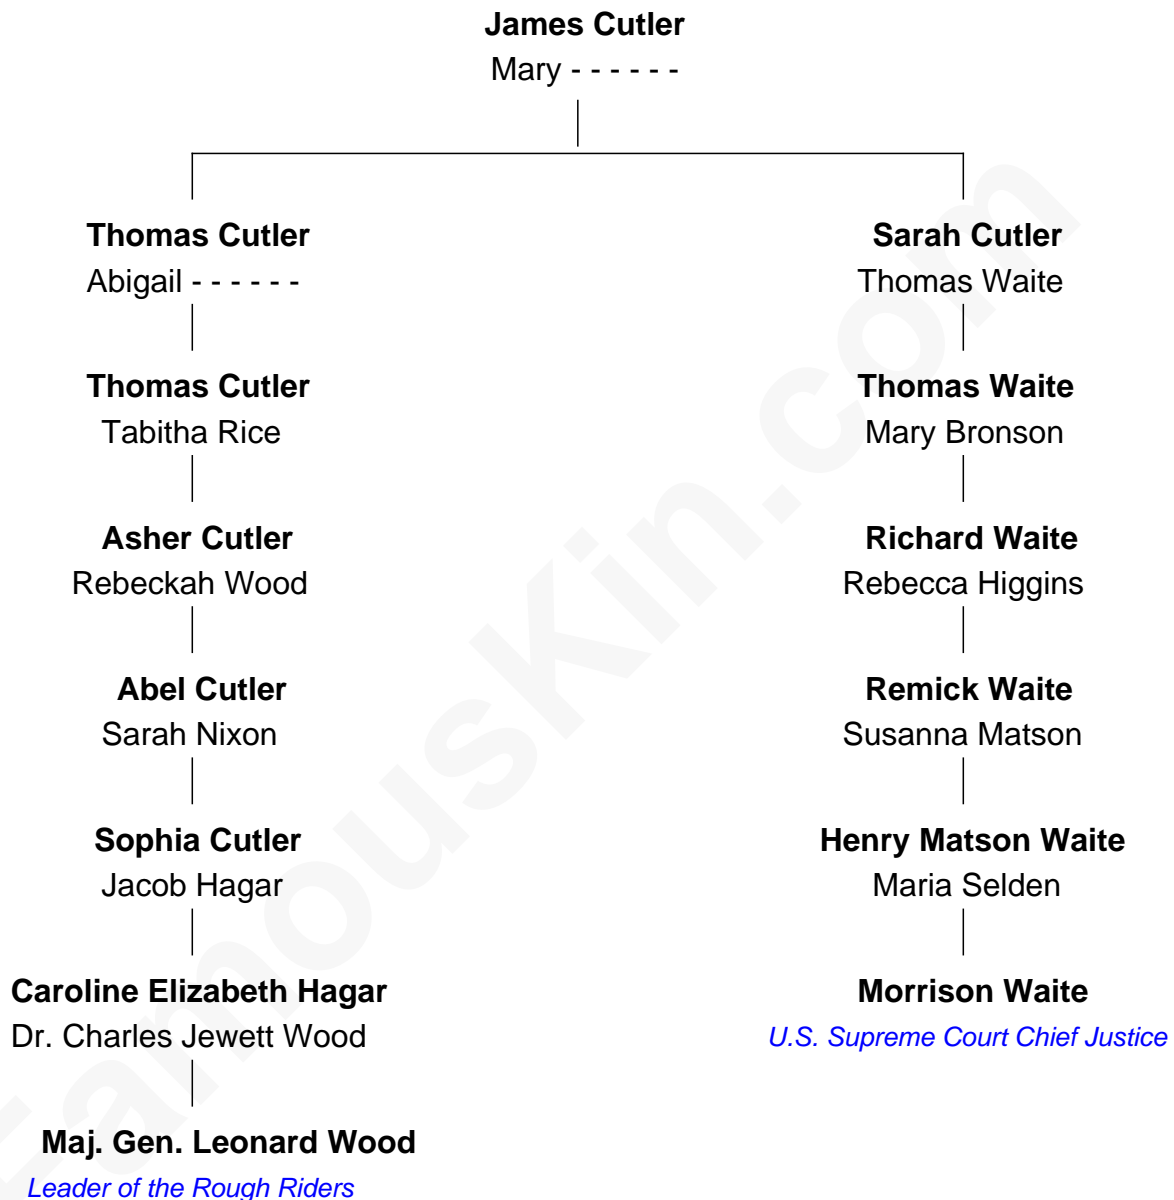 James Cutler
Mary - - - - - -
Thomas Cutler
Abigail - - - - - -
Sarah Cutler
Thomas Waite
Thomas Cutler
Tabitha Rice
Thomas Waite
Mary Bronson
Asher Cutler
Rebeckah Wood
Richard Waite
Rebecca Higgins
Abel Cutler
Sarah Nixon
Remick Waite
Susanna Matson
Sophia Cutler
Jacob Hagar
Henry Matson Waite
Maria Selden
Caroline Elizabeth Hagar
Dr. Charles Jewett Wood
Morrison Waite
U.S. Supreme Court Chief Justice
Maj. Gen. Leonard Wood
Leader of the Rough Riders
FamousKin.com